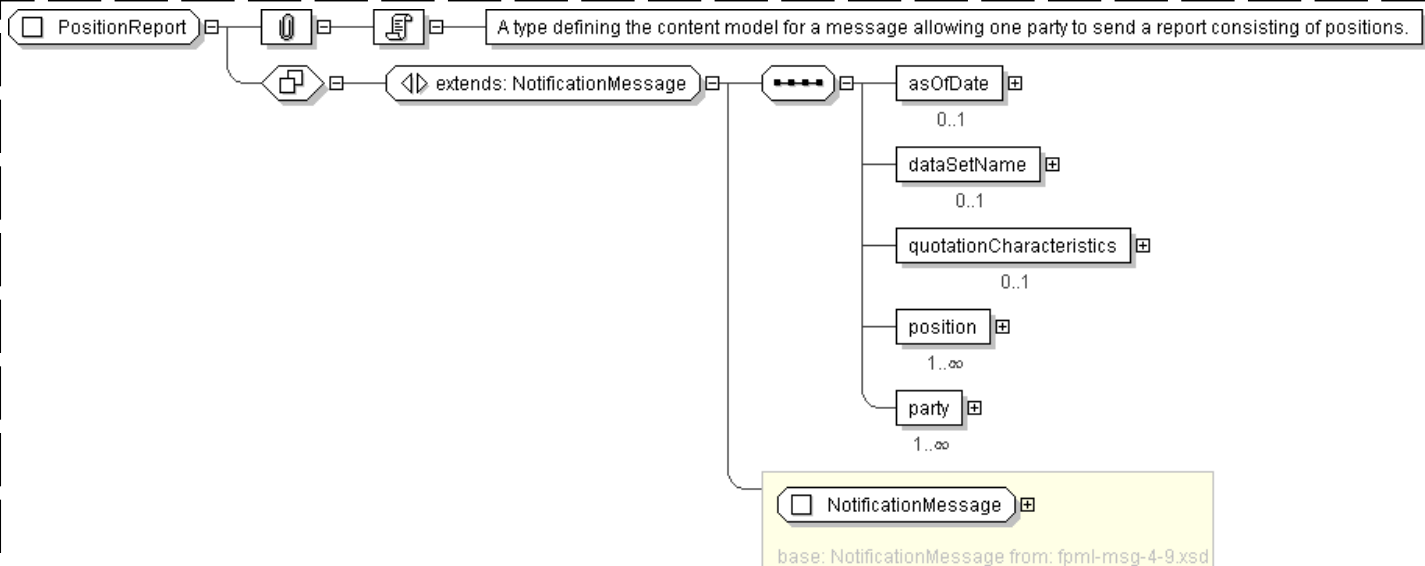 PositionReport
A type defining the content model for a message allowing one party to send a report consisting of positions.
extends: NotificationMessage
asOfDate
0..1
dataSetName
0..1
quotationCharacteristics
0..1
position
1..∞
party
1..∞
NotificationMessage
base: NotificationMessage from: fpml-msg-4-9.xsd